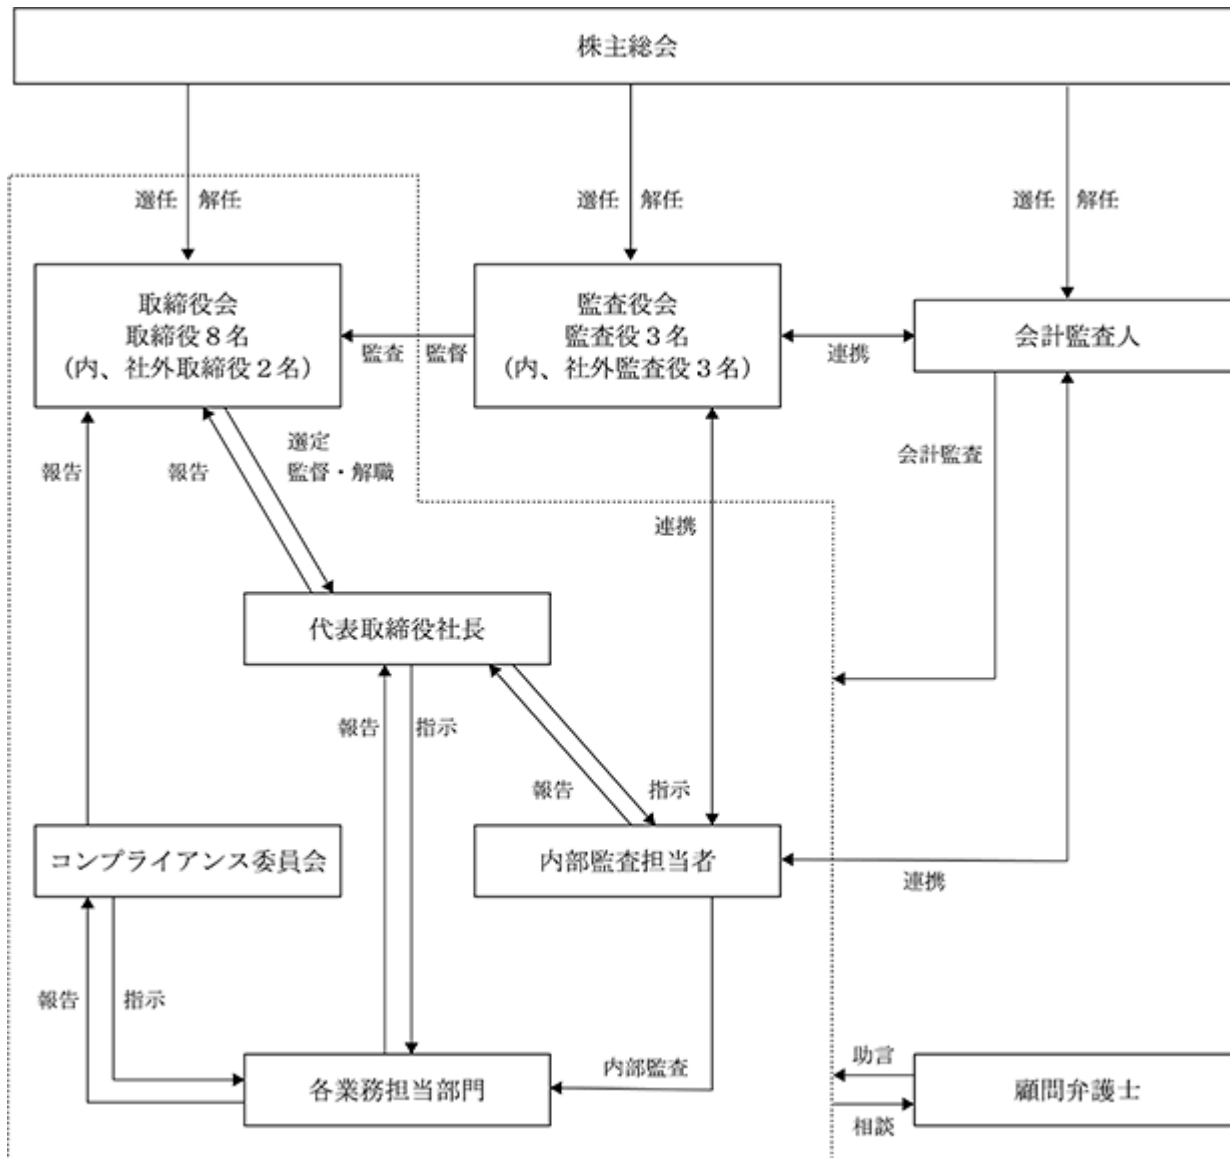 株主総会
選任 解任
選任 解任
選任 解任
取締役会
取締役８名
(内、社外取締役２名)
監査 監督
監査役会
監査役３名
(内、社外監査役３名)
連携
会計監査人
報告
報告
選定
監督・解職
連携
会計監査
代表取締役社長
報告
指示
報告
指示
コンプライアンス委員会
内部監査担当者
連携
報告
指示
内部監査
各業務担当部門
助言
顧問弁護士
相談